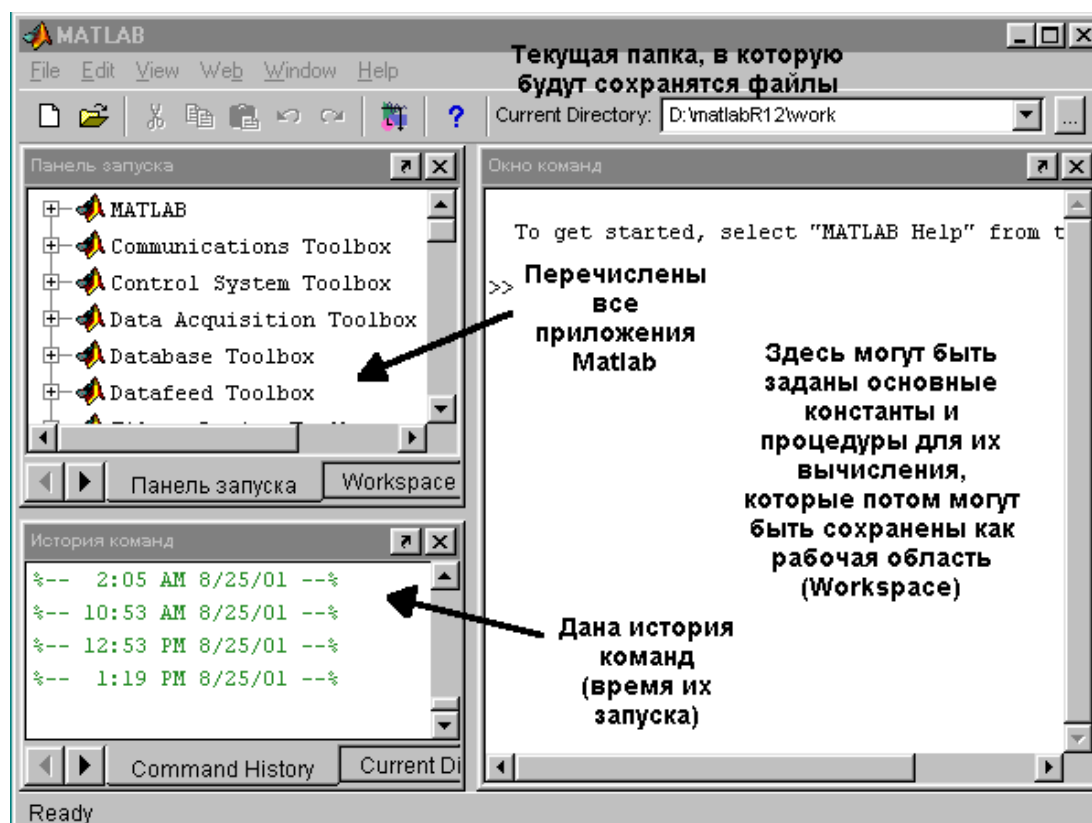 MATLAB
File Edit View Web Window Help
Текущая папка, в которую
будут сохранятся файлы
? Current Directory: D:\matlabR12\work ...
Панель запуска
MATLAB
Communications Toolbox
Control System Toolbox
Data Acquisition Toolbox
Database Toolbox
Datafeed Toolbox
Панель запуска Workspace
История команд
%-- 2:05 AM 8/25/01 --%
%-- 10:53 AM 8/25/01 --%
%-- 12:53 PM 8/25/01 --%
%-- 1:19 PM 8/25/01 --%
Command History Current Di
Окно команд
To get started, select "MATLAB Help" from t
>>
Перечислены
все
приложения
Matlab
Здесь могут быть
заданы основные
константы и
процедуры для их
вычисления,
которые потом могут
быть сохранены как
рабочая область
(Workspace)
Дана история
команд
(время их
запуска)
Ready